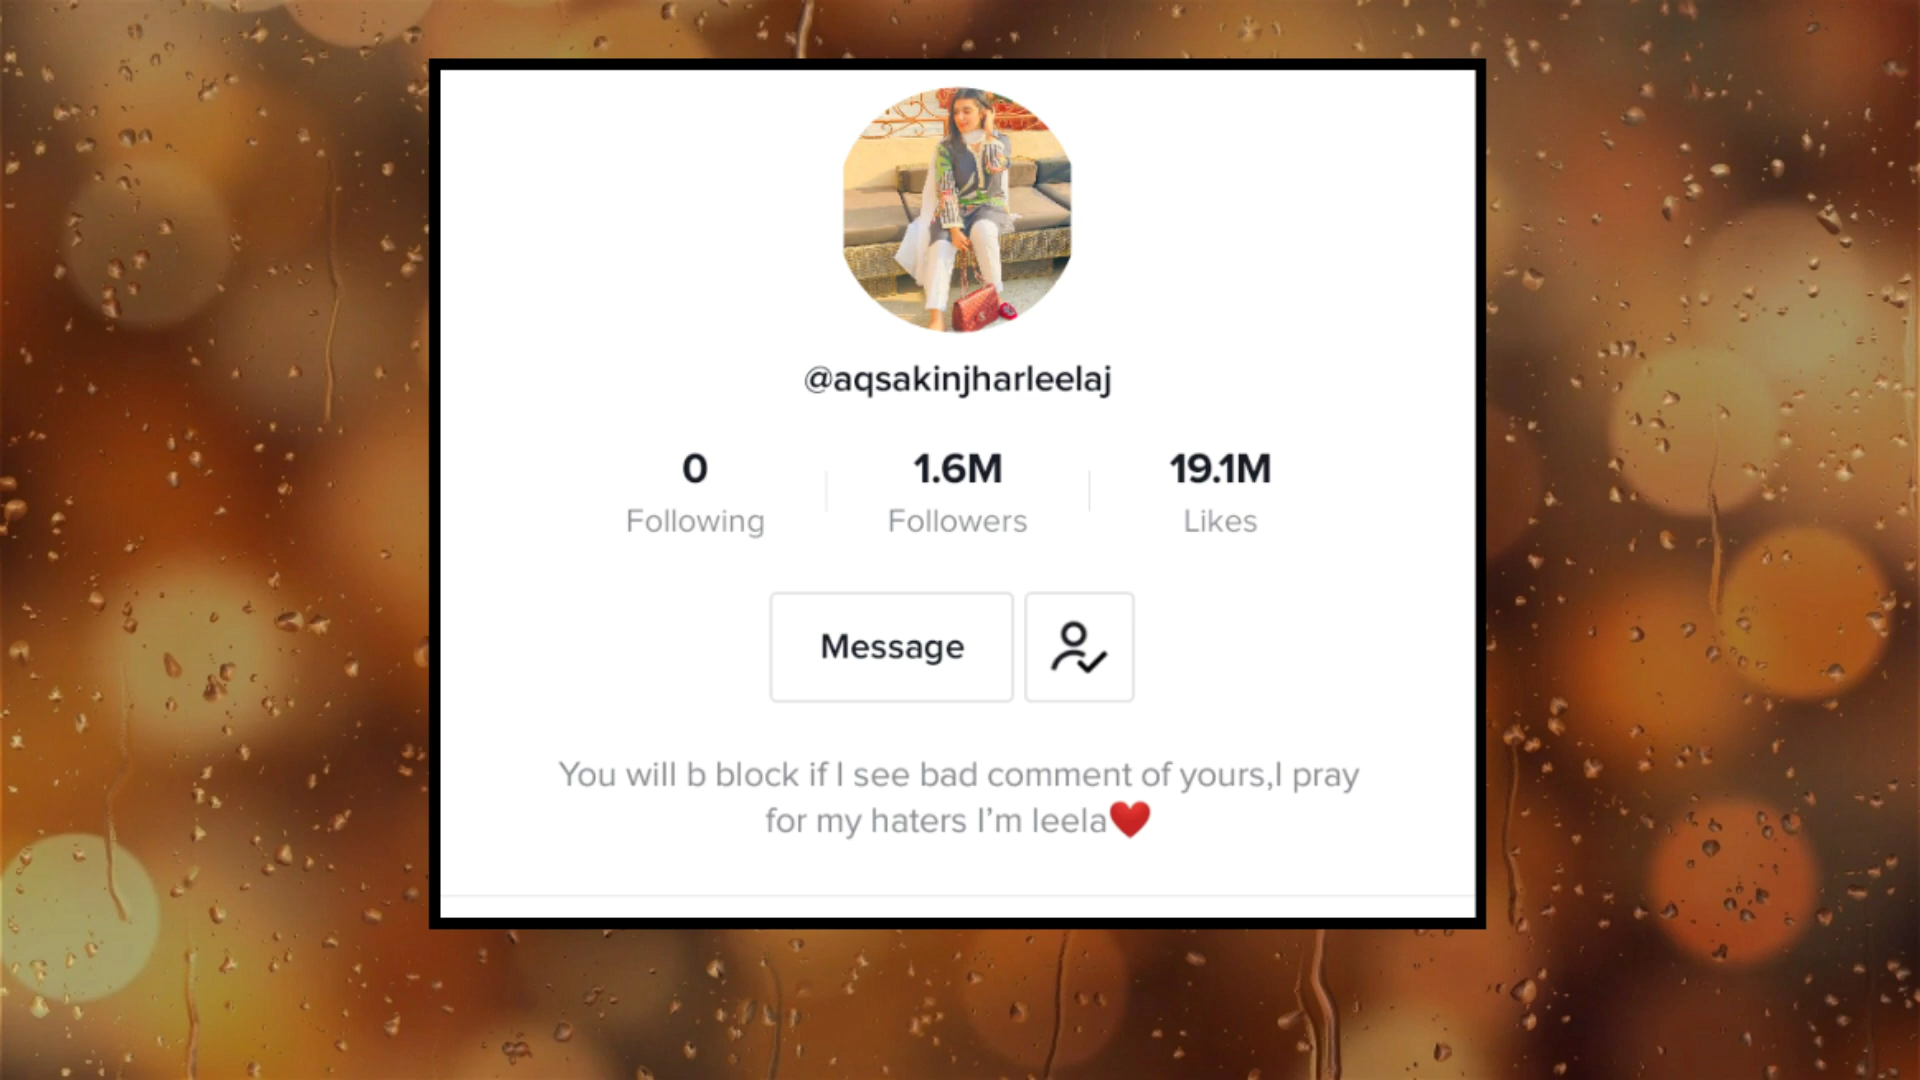 @aqsakinjharleelaj
0 1.6M 19.1M
Following Followers Likes
Message
You will b block if I see bad comment of yours,I pray
for my haters I’m leela❤️